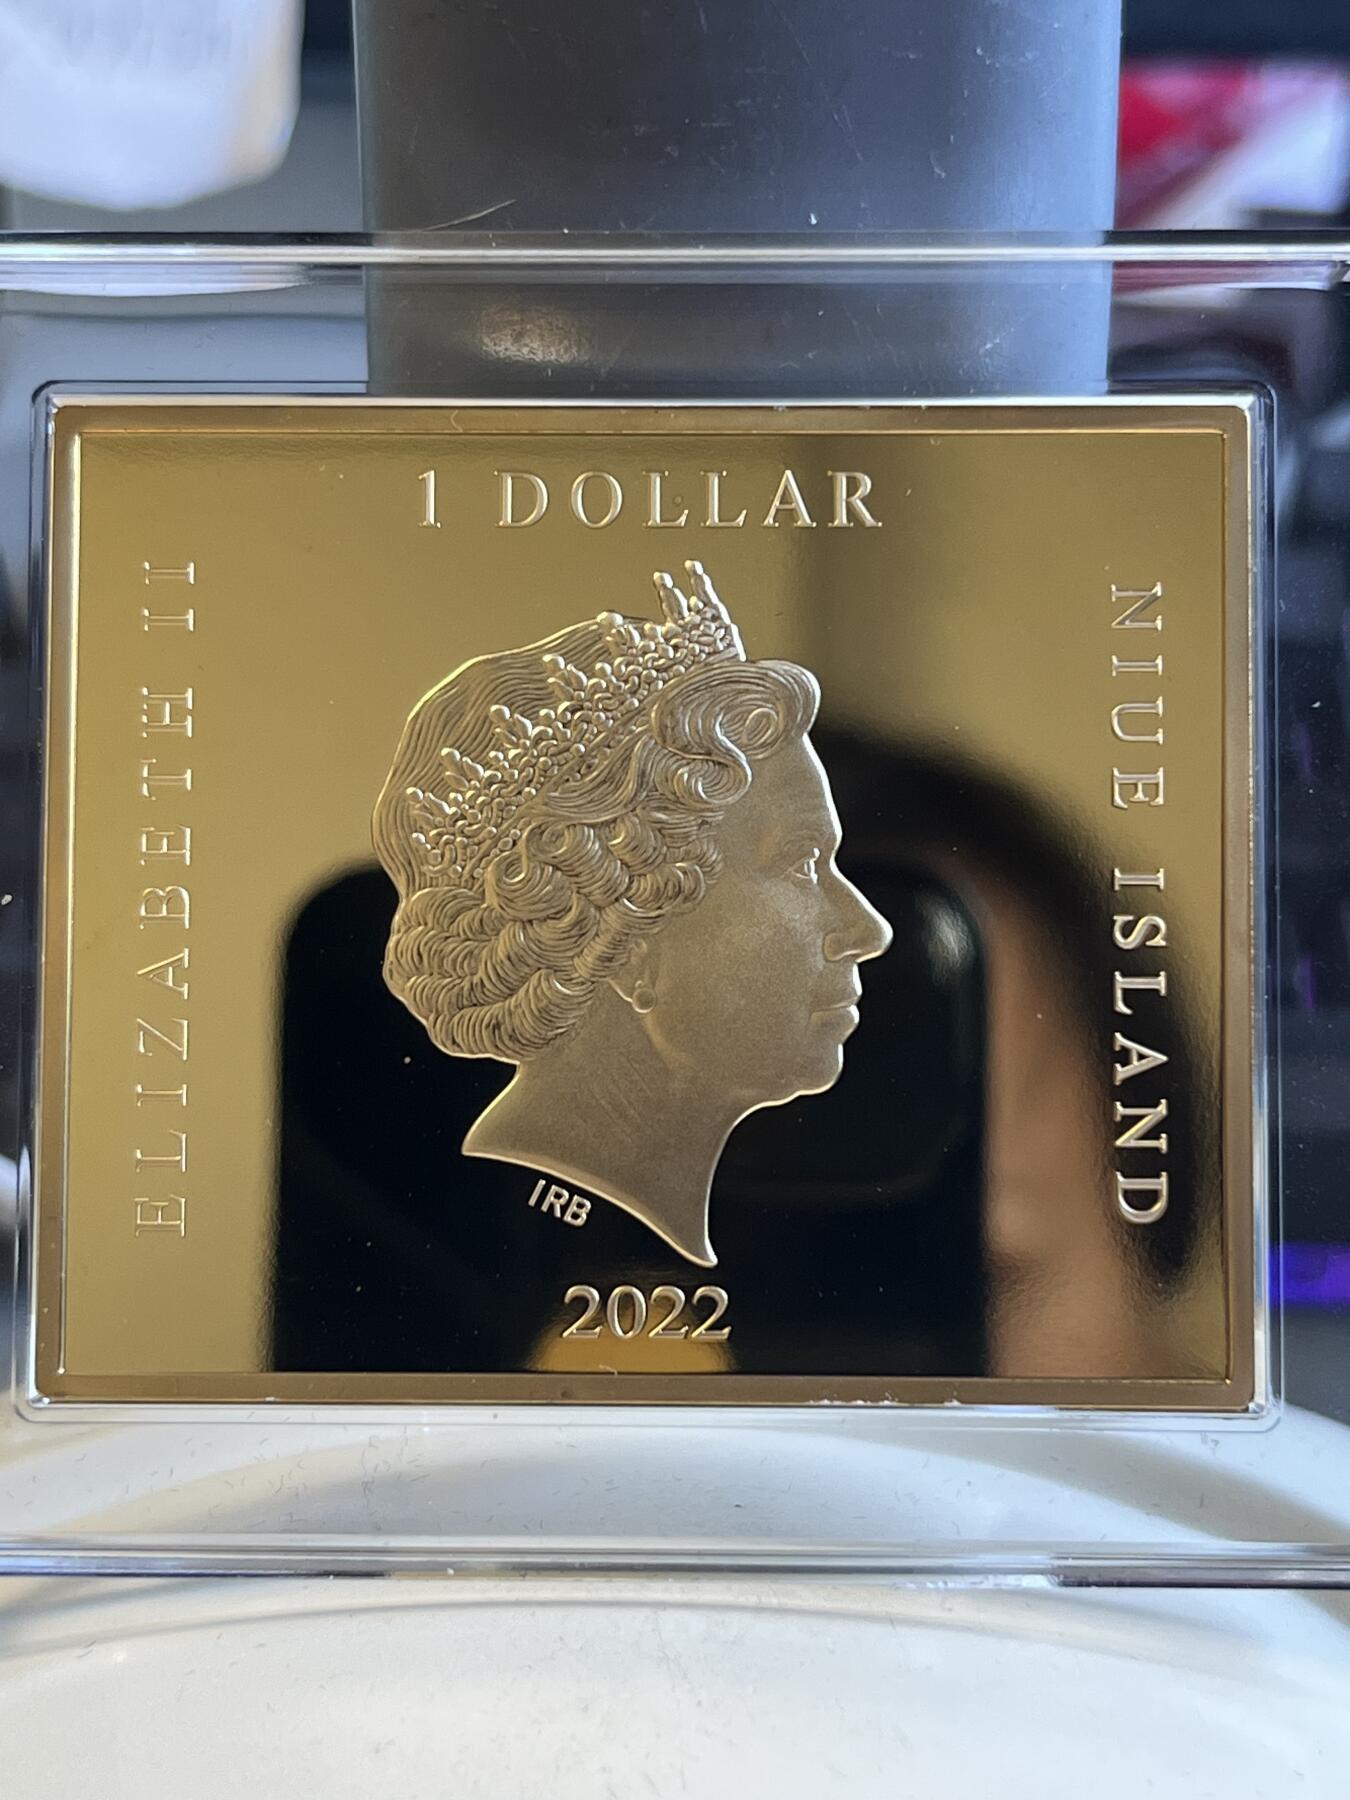 1 DOLLAR
ELIZABETH II
NIUE ISLAND
IRB
2022